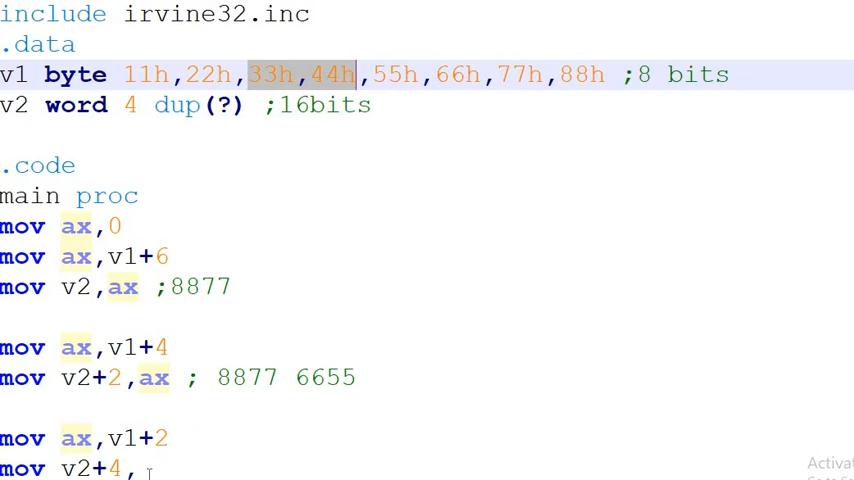 include irvine32.inc
.data
v1 byte 11h,22h,33h,44h,55h,66h,77h,88h ;8 bits
v2 word 4 dup(?) ;16bits
.code
main proc
mov ax,0
mov ax,v1+6
mov v2,ax ;8877
mov ax,v1+4
mov v2+2,ax ; 8877 6655
mov ax,v1+2
mov v2+4,
Activa